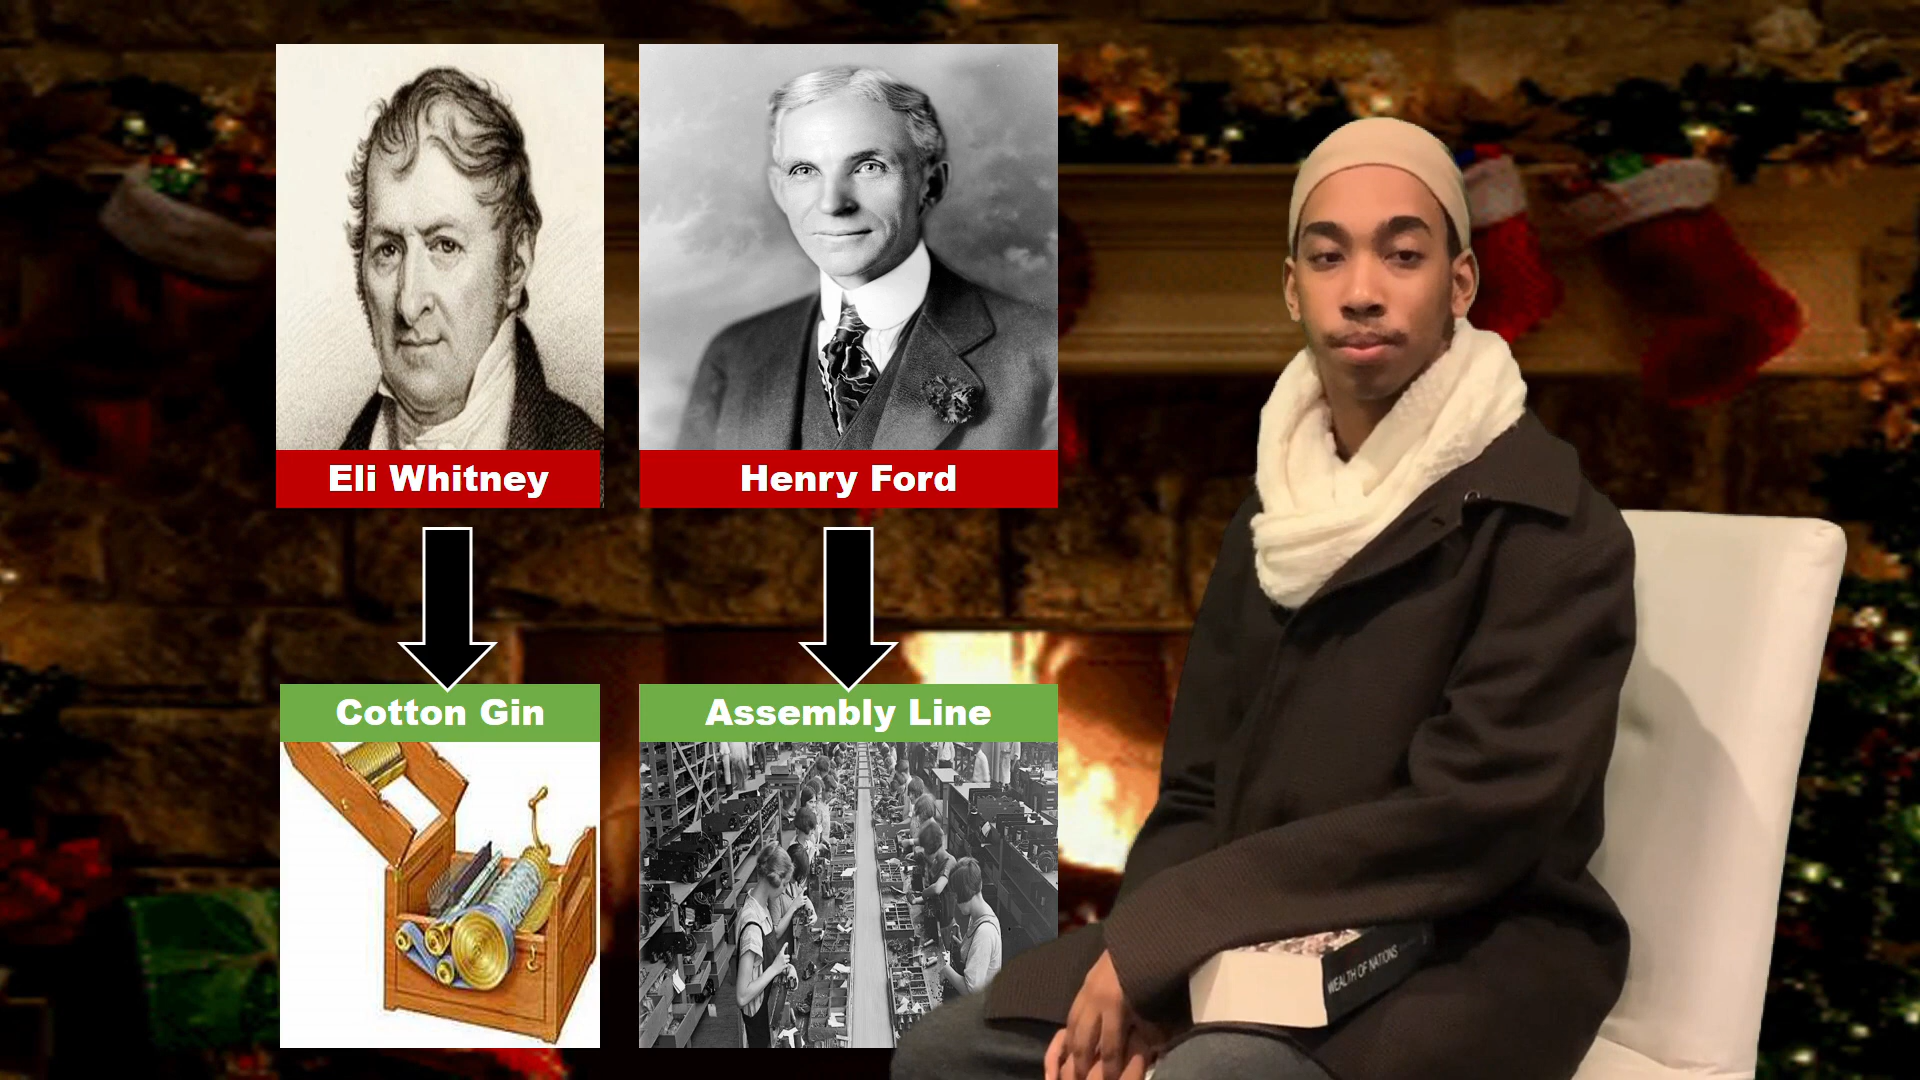 Eli Whitney
Henry Ford
Cotton Gin
Assembly Line
WEALTH OF NATIONS